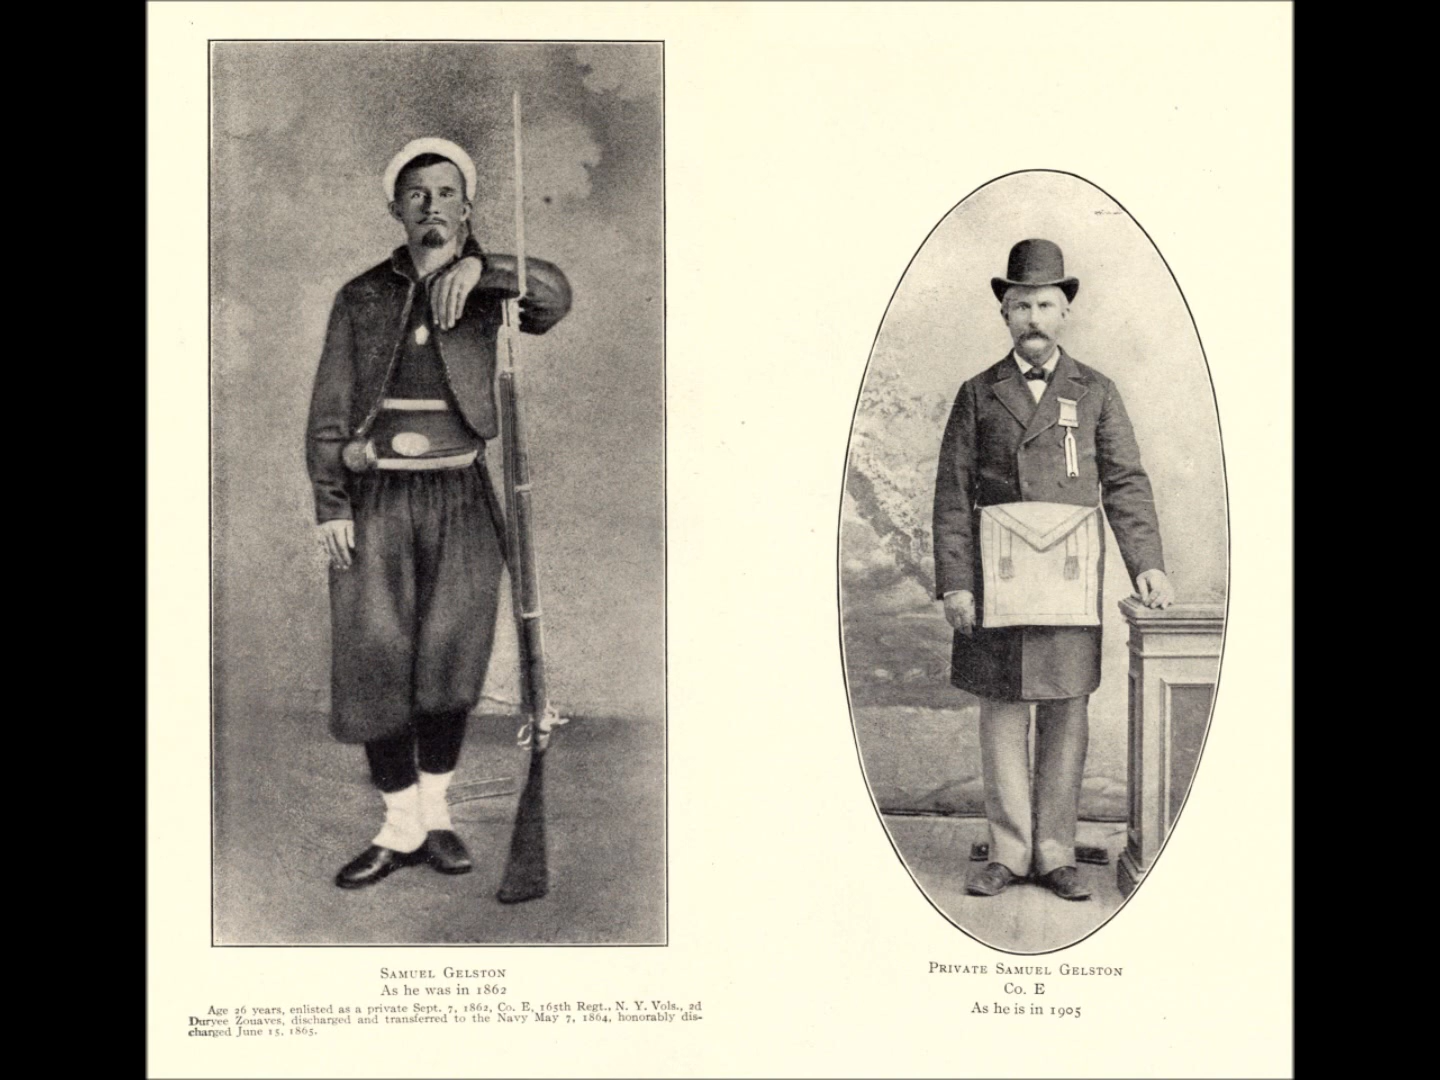 Samuel Gelston
As he was in 1862
Age 26 years, enlisted as a private Sept. 7, 1862, Co. E, 165th Regt., N. Y. Vols., 2d
Duryee Zouaves, discharged and transferred to the Navy May 7, 1864, honorably dis-
charged June 15, 1865.
Private Samuel Gelston
Co. E
As he is in 1905